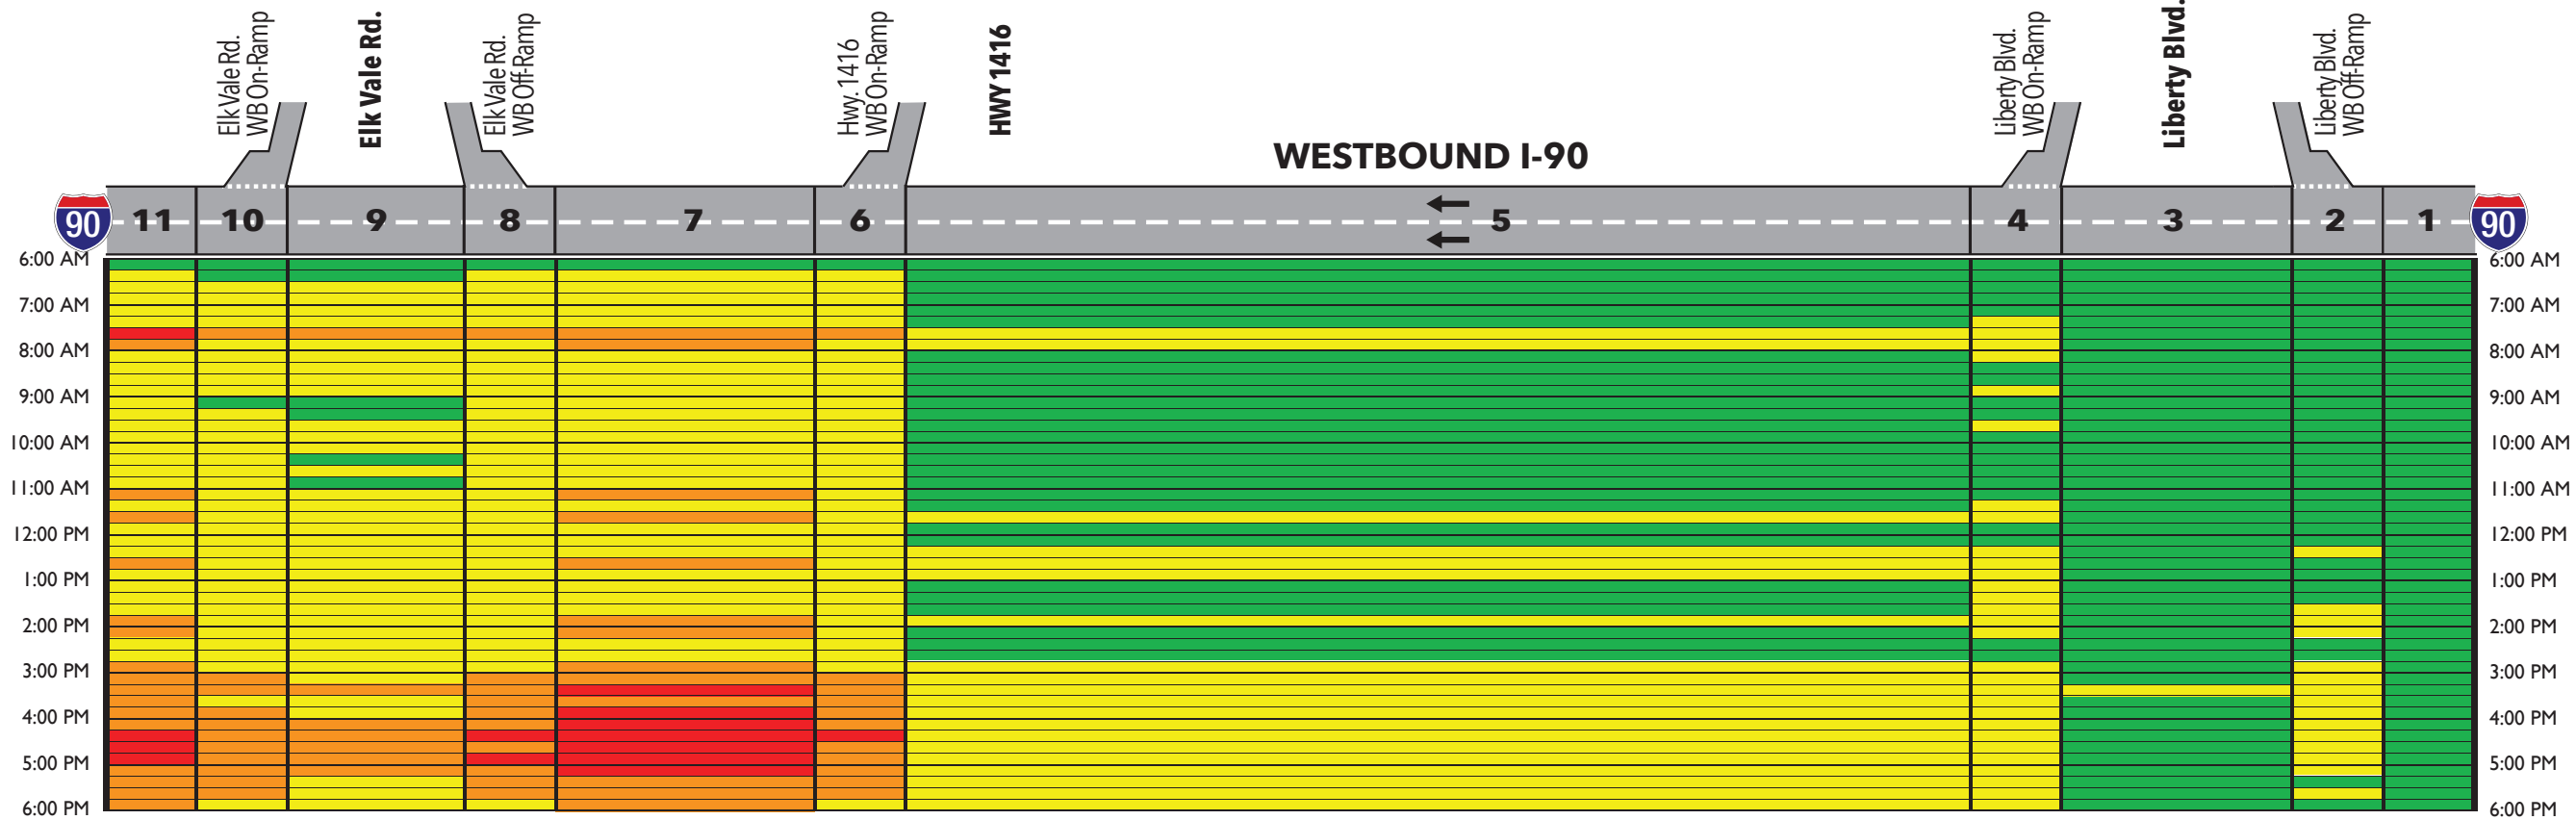 Elk Vale Rd.
WB On-Ramp
Elk Vale Rd.
Elk Vale Rd.
WB Off-Ramp
Hwy. 1416
WB On-Ramp
HWY 1416
Liberty Blvd.
WB On-Ramp
Liberty Blvd.
Liberty Blvd.
WB Off-Ramp
WESTBOUND I-90
90 11 10 9 8 7 6 5 4 3 2 1 90
6:00 AM 6:00 AM
7:00 AM 7:00 AM
8:00 AM 8:00 AM
9:00 AM 9:00 AM
10:00 AM 10:00 AM
11:00 AM 11:00 AM
12:00 PM 12:00 PM
1:00 PM 1:00 PM
2:00 PM 2:00 PM
3:00 PM 3:00 PM
4:00 PM 4:00 PM
5:00 PM 5:00 PM
6:00 PM 6:00 PM